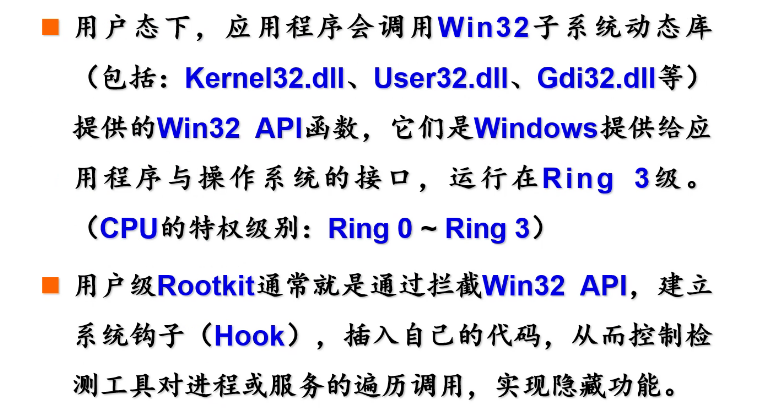 用户态下，应用程序会调用Win32子系统动态库
（包括：Kernel32.dll、User32.dll、Gdi32.dll等）
提供的Win32 API函数，它们是Windows提供给应
用程序与操作系统的接口，运行在Ring 3级。
（CPU的特权级别：Ring 0 ~ Ring 3）
用户级Rootkit通常就是通过拦截Win32 API，建立
系统钩子（Hook），插入自己的代码，从而控制检
测工具对进程或服务的遍历调用，实现隐藏功能。